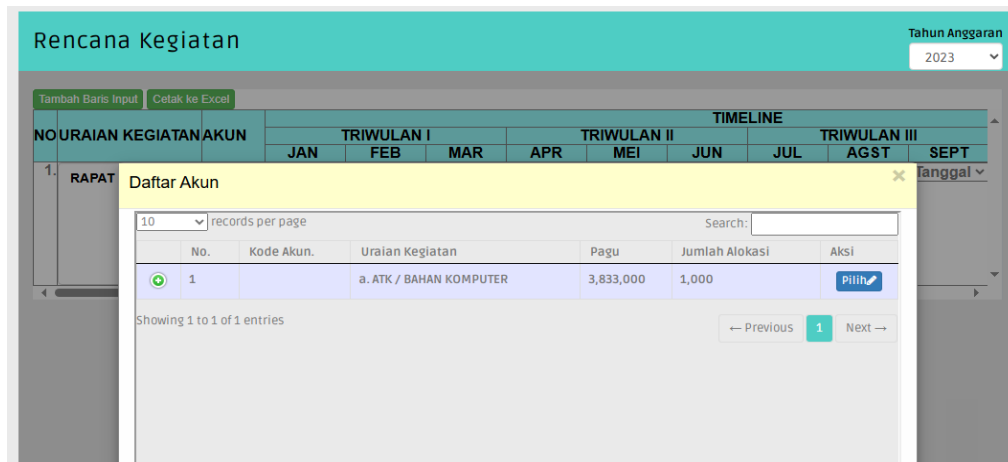 Rencana Kegiatan
Tahun Anggaran
2023
Tambah Baris Input Cetak ke Excel
NO URAIAN KEGIATAN AKUN TIMELINE
TRIWULAN I TRIWULAN II TRIWULAN III
JAN FEB MAR APR MEI JUN JUL AGST SEPT
1. RAPAT Tanggal
Daftar Akun ×
10 records per page Search:
No. Kode Akun. Uraian Kegiatan Pagu Jumlah Alokasi Aksi
1 a. ATK / BAHAN KOMPUTER 3,833,000 1,000 Pilih
Showing 1 to 1 of 1 entries
← Previous 1 Next →